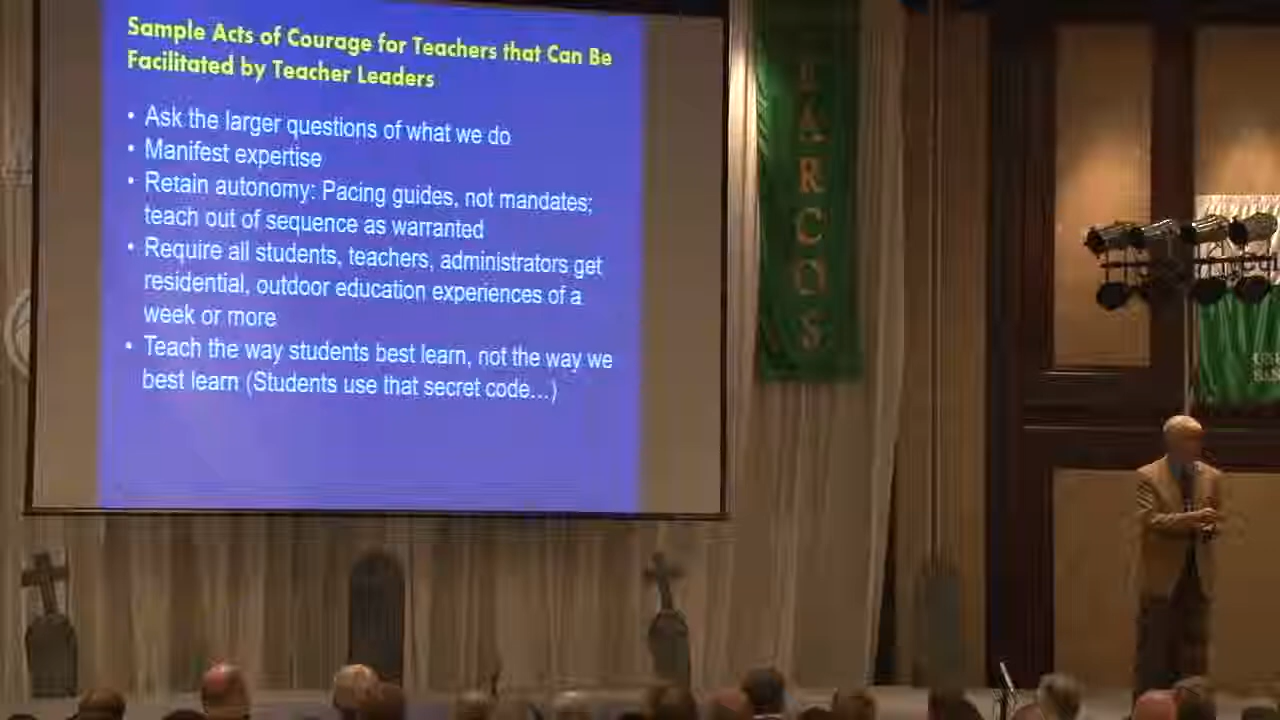 Sample Acts of Courage for Teachers that Can Be
Facilitated by Teacher Leaders
• Ask the larger questions of what we do
• Manifest expertise
• Retain autonomy: Pacing guides, not mandates;
teach out of sequence as warranted
• Require all students, teachers, administrators get
residential, outdoor education experiences of a
week or more
• Teach the way students best learn, not the way we
best learn (Students use that secret code...)